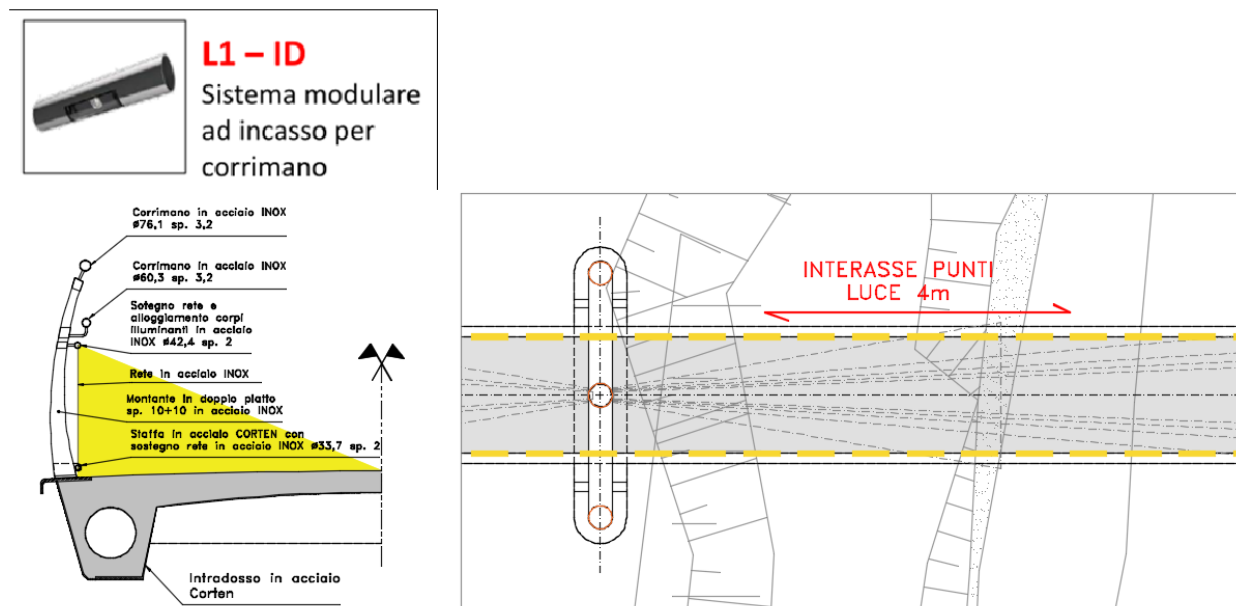 L1 – ID
Sistema modulare
ad incasso per
corrimano
Corrimano in acciaio INOX
ø76,1 sp. 3,2
Corrimano in acciaio INOX
ø60,3 sp. 3,2
Sotegno rete e
alloggiamento corpi
illuminanti in acciaio
INOX ø42,4 sp. 2
Rete in acciaio INOX
Montante in doppio piatto
sp. 10+10 in acciaio INOX
Staffa in acciaio CORTEN con
sostegno rete in acciaio INOX ø33,7 sp. 2
Intradosso in acciaio
Corten
INTERASSE PUNTI
LUCE 4m